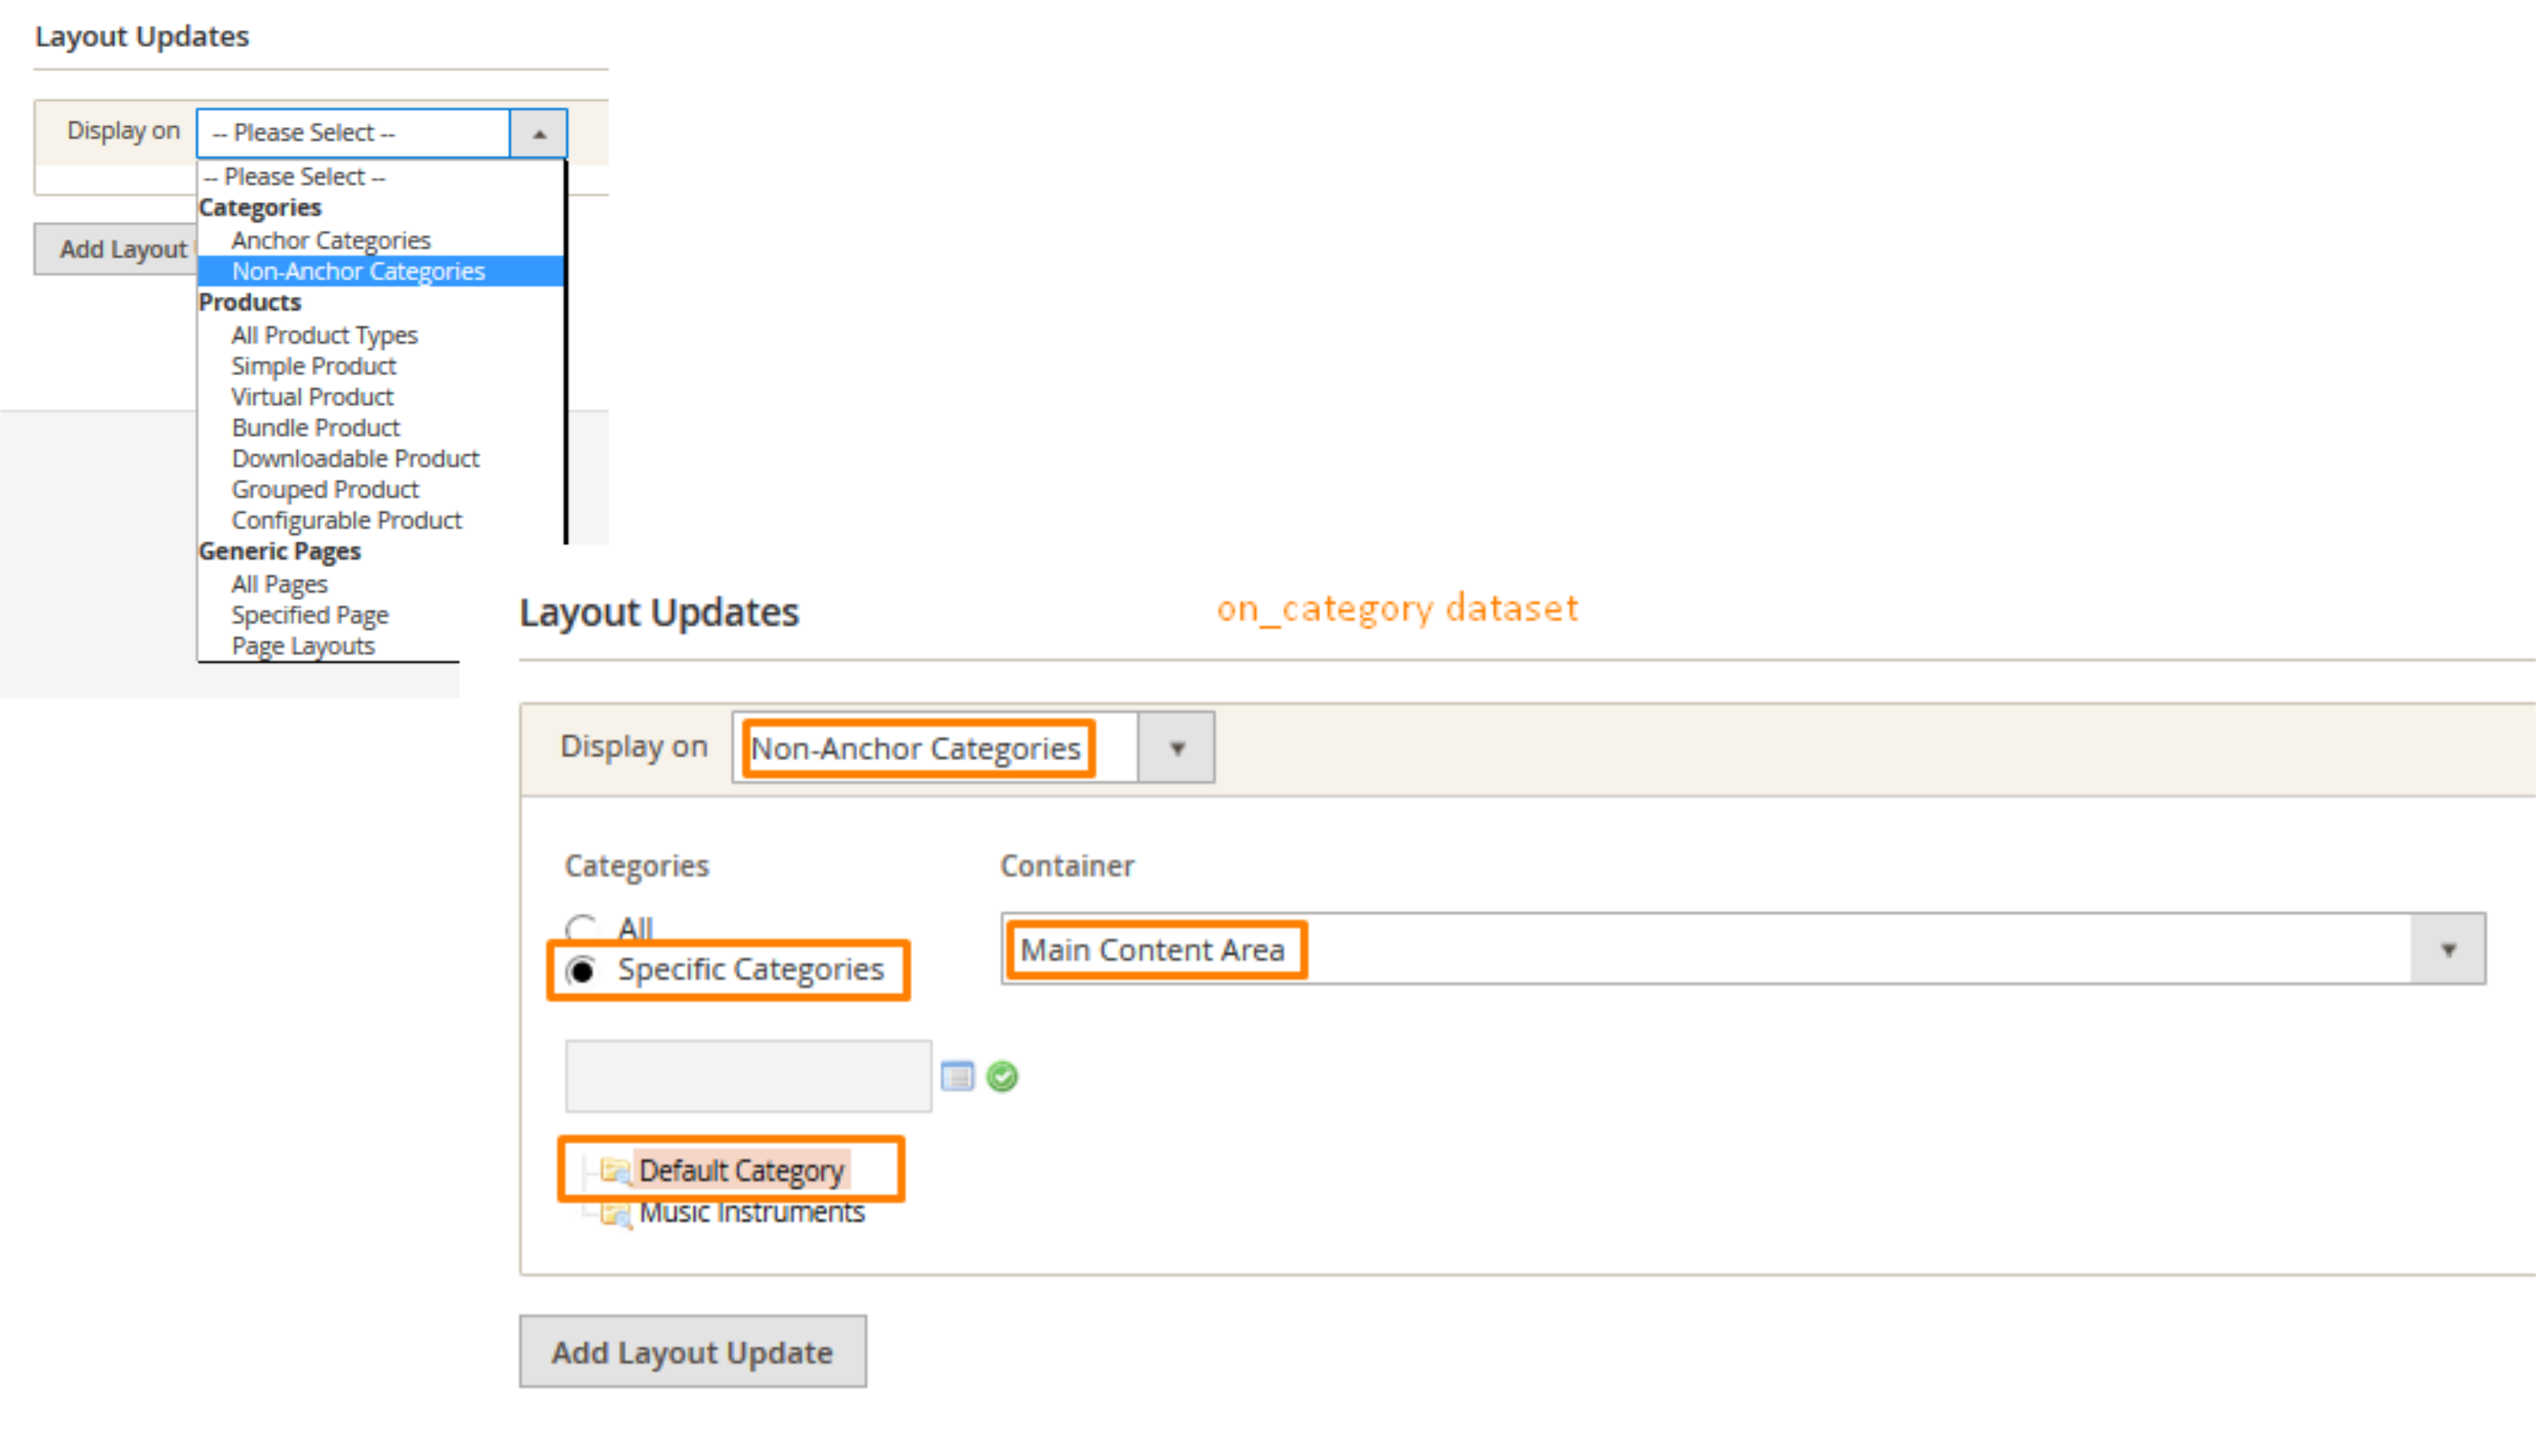 Layout Updates
Display on -- Please Select --
-- Please Select --
Categories
Anchor Categories
Add Layout
Non-Anchor Categories
Products
All Product Types
Simple Product
Virtual Product
Bundle Product
Downloadable Product
Grouped Product
Configurable Product
Generic Pages
All Pages
Specified Page
Page Layouts
Layout Updates on_category dataset
Display on Non-Anchor Categories
Categories Container
All
Specific Categories Main Content Area
Default Category
Music Instruments
Add Layout Update